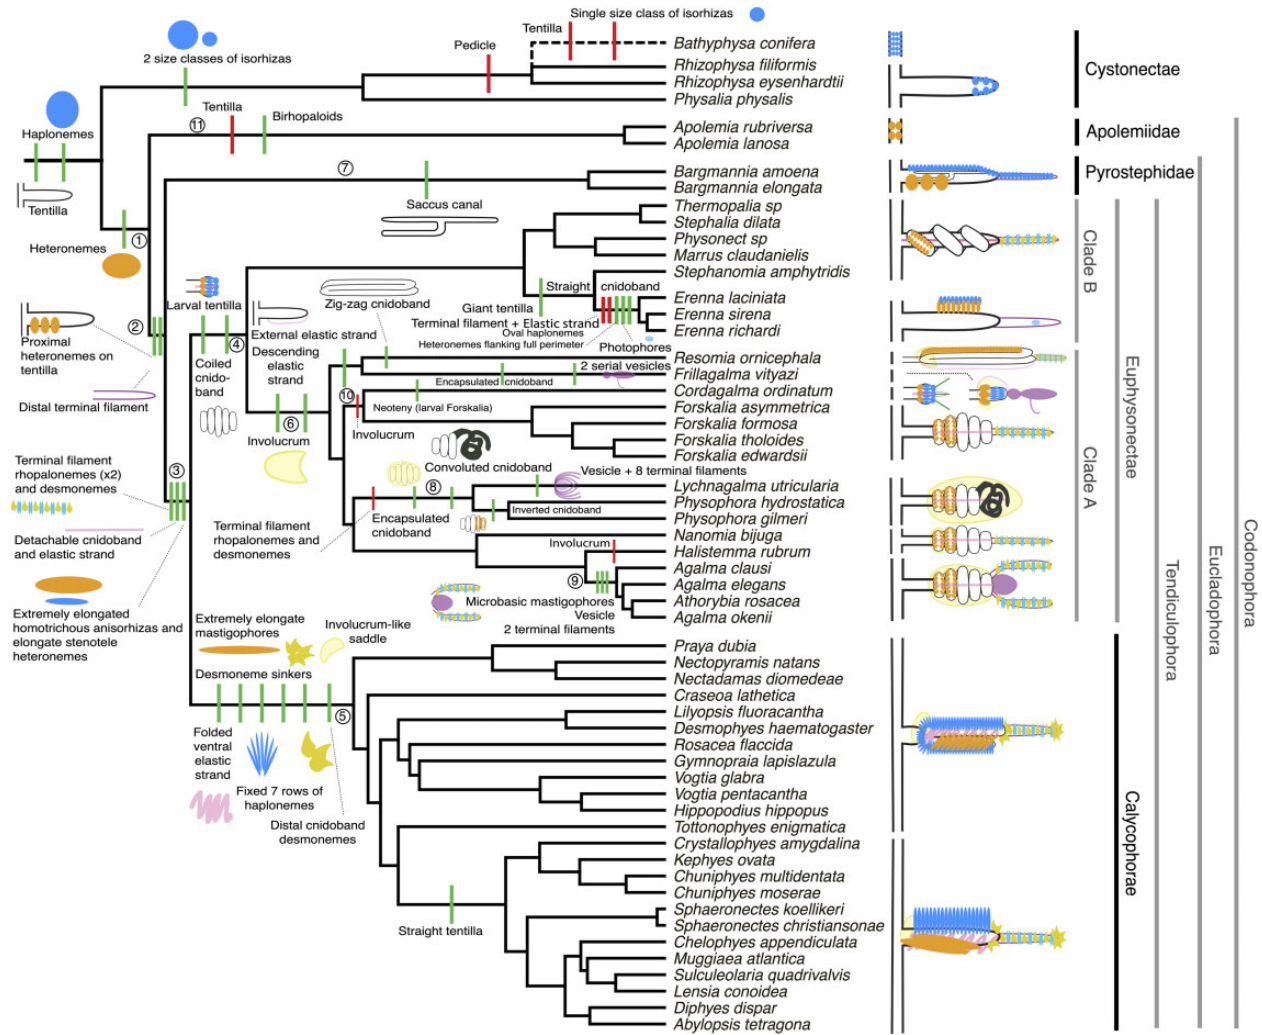 Single size class of isorhizas
Tentilla
Bathyphysa conifera
2 size classes of isorhizas
Pedicle
Rhizophysa filiformis
Rhizophysa eysenhardtii
Physalia physalis
Cystonectae
Haplonemes
Tentilla
Birhopaloids
11
Apolemia rubriversa
Apolemia lanosa
Apolemiidae
7
Bargmannia amoena
Bargmannia elongata
Pyrostephidae
Tentilla
Saccus canal
Heteronemes
1
Thermopalia sp
Stephalia dilata
Physonect sp
Marrus claudanielis
Stephanomia amphytridis
Erenna laciniata
Erenna sirena
Erenna richardi
Clade B
Larval tentilla
Zig-zag cnidoband
Giant tentilla
Straight cnidoband
Terminal filament + Elastic strand
Oval haplonemes
Heteronemes flanking full perimeter
Photophores
External elastic strand
2
4
Proximal
heteronemes on
tentilla
Coiled
cnido-
band
Descending
elastic
strand
Distal terminal filament
Resomia ornicephala
2 serial vesicles
Frillagalma vityazi
Encapsulated cnidoband
Cordagalma ordinatum
10
Neoteny (larval Forskalia)
Forskalia asymmetrica
Forskalia formosa
Forskalia tholoides
Forskalia edwardsii
6
Involucrum
Involucrum
Convoluted cnidoband
Vesicle + 8 terminal filaments
Lychnagalma utricularia
8
Physophora hydrostatica
Inverted cnidoband
Physophora gilmeri
Encapsulated
cnidoband
Terminal filament
rhopalonemes and
desmonemes
Nanomia bijuga
Involucrum
Halistemma rubrum
Agalma clausi
9
Agalma elegans
Athorybia rosacea
Agalma okenii
Microbasic mastigophores
Vesicle
2 terminal filaments
Clade A
Euphysonectae
Tendiculophora
Eucladophora
Codonophora
Terminal filament
rhopalonemes (x2)
and desmonemes
3
Detachable cnidoband
and elastic strand
Extremely elongated
homotrichous anisorhizas and
elongate stenotele
heteronemes
Extremely elongate
mastigophores
Involucrum-like
saddle
Desmoneme sinkers
5
Folded
ventral
elastic
strand
Fixed 7 rows of
haplonemes
Distal cnidoband
desmonemes
Straight tentilla
Praya dubia
Nectopyramis natans
Nectadamas diomedeae
Craseoa lathetica
Lilyopsis fluoracantha
Desmophyes haematogaster
Rosacea flaccida
Gymnopraia lapislazula
Vogtia glabra
Vogtia pentacantha
Hippopodius hippopus
Tottonophyes enigmatica
Crystallophyes amygdalina
Kephyes ovata
Chuniphyes multidentata
Chuniphyes moserae
Sphaeronectes koellikeri
Sphaeronectes christiansonae
Chelophyes appendiculata
Muggiaea atlantica
Sulculeolaria quadrivalvis
Lensia conoidea
Diphyes dispar
Abylopsis tetragona
Calycophorae